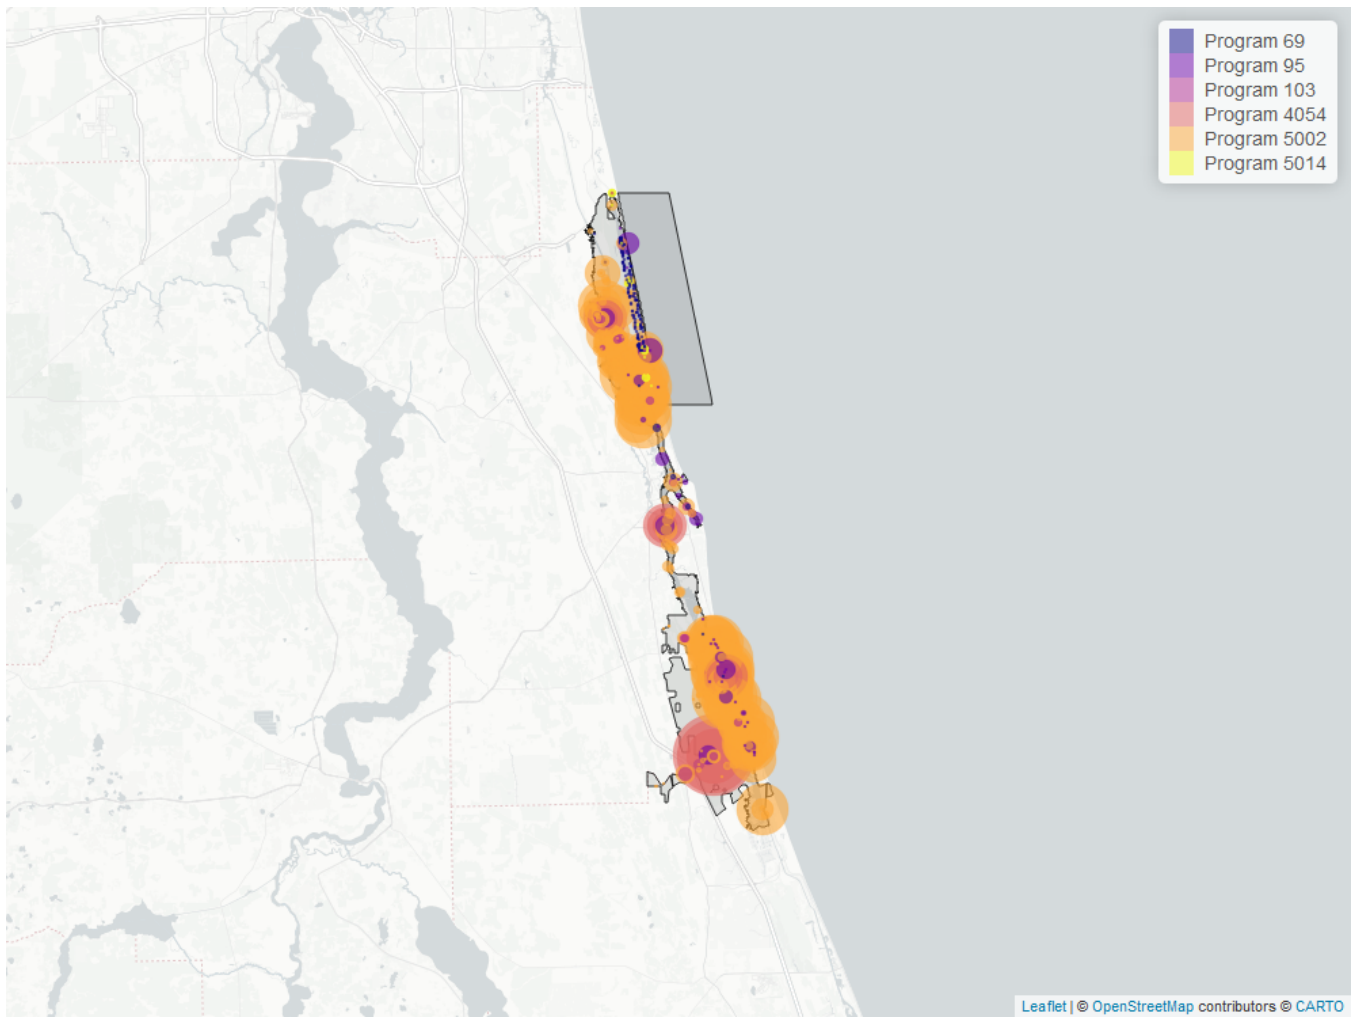 Program 69
Program 95
Program 103
Program 4054
Program 5002
Program 5014
Leaflet | © OpenStreetMap contributors © CARTO